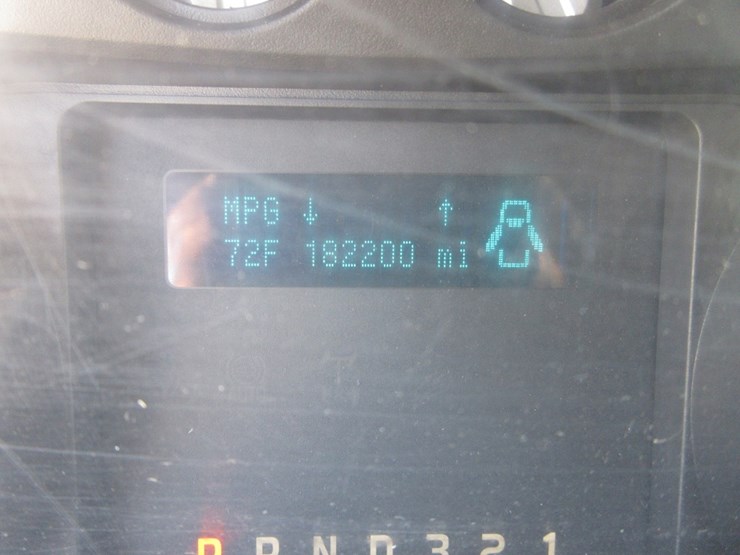 MPG ↓ ↑
72F 182200 mi
P R N D 3 2 1